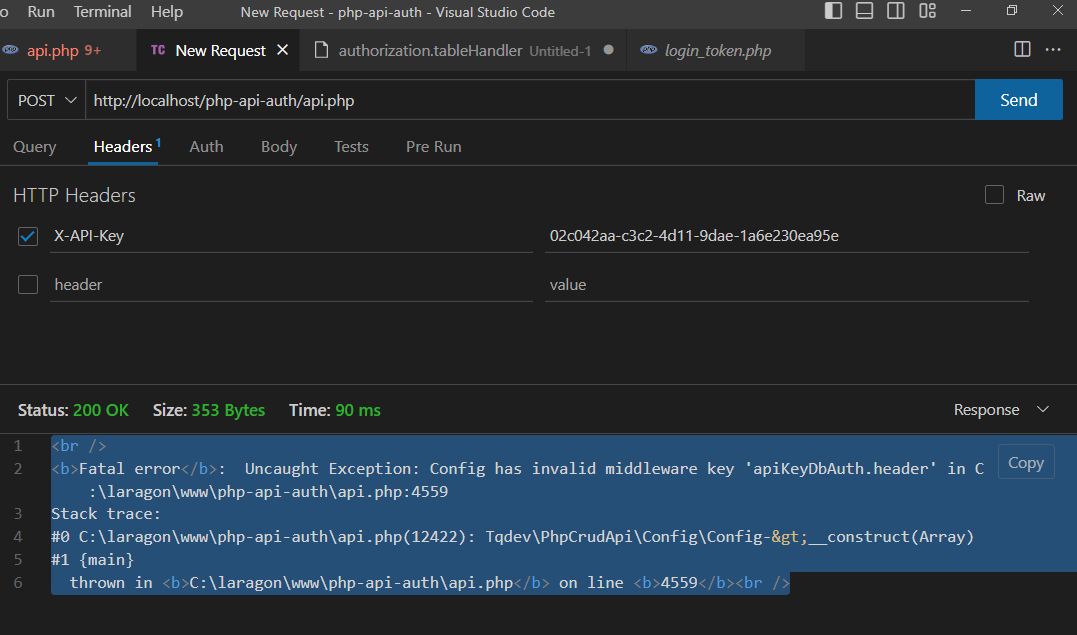 o Run Terminal Help New Request - php-api-auth - Visual Studio Code
api.php 9+ TC New Request authorization.tableHandler Untitled-1 login_token.php
POST http://localhost/php-api-auth/api.php Send
Query Headers 1 Auth Body Tests Pre Run
HTTP Headers Raw
X-API-Key 02c042aa-c3c2-4d11-9dae-1a6e230ea95e
header value
Status: 200 OK Size: 353 Bytes Time: 90 ms Response
1 <br />
2 <b>Fatal error</b>:  Uncaught Exception: Config has invalid middleware key 'apiKeyDbAuth.header' in C
:\laragon\www\php-api-auth\api.php:4559
Copy
3 Stack trace:
4 #0 C:\laragon\www\php-api-auth\api.php(12422): Tqdev\PhpCrudApi\Config\Config-&gt;__construct(Array)
5 #1 {main}
6   thrown in <b>C:\laragon\www\php-api-auth\api.php</b> on line <b>4559</b><br />